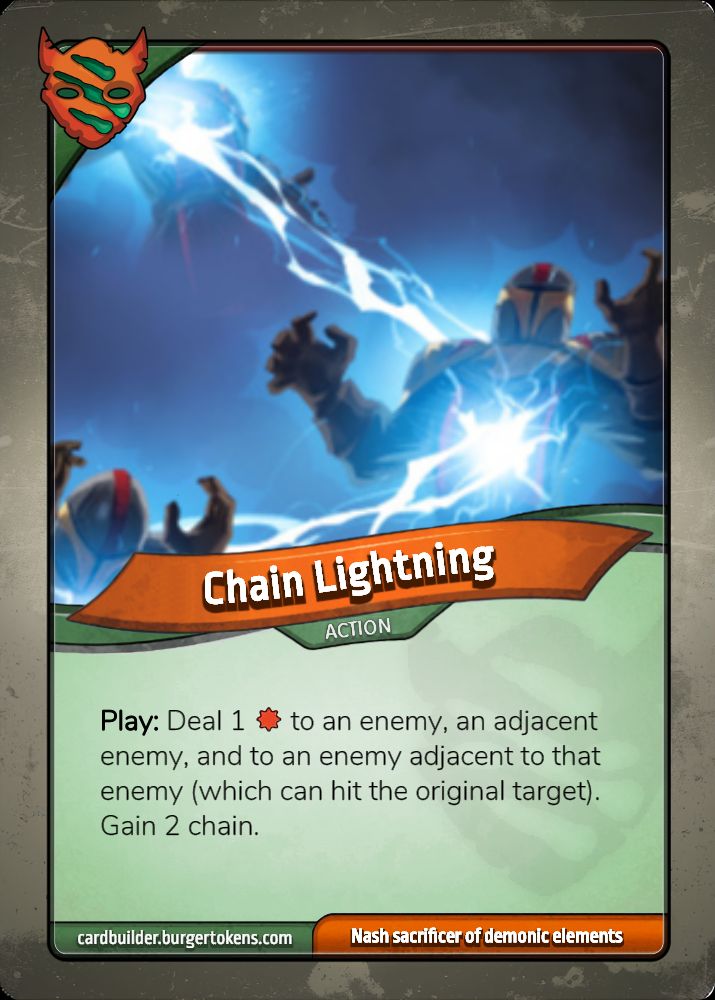 Chain Lightning
ACTION
Play: Deal 1 to an enemy, an adjacent
enemy, and to an enemy adjacent to that
enemy (which can hit the original target).
Gain 2 chain.
cardbuilder.burgertokens.com
Nash sacrificer of demonic elements